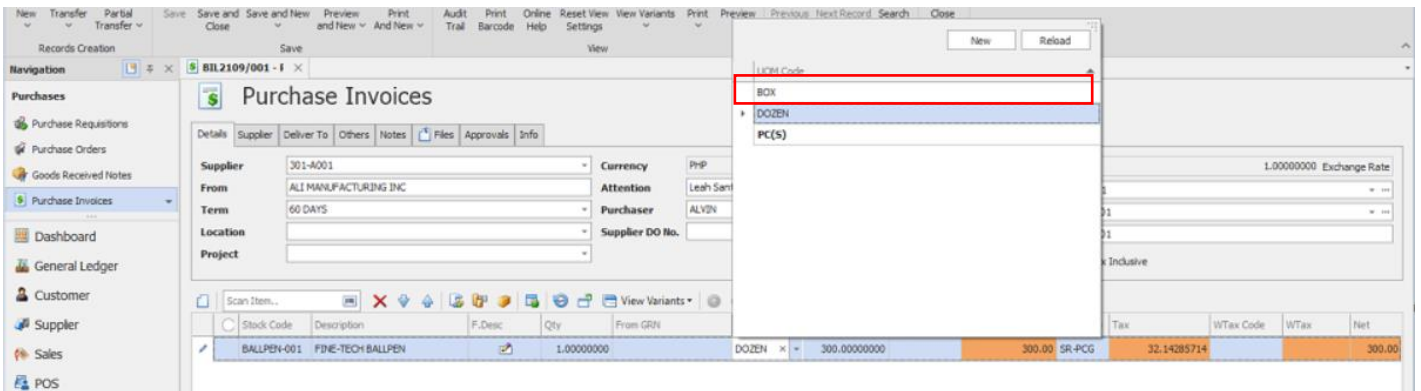 New Transfer Partial Save Save and Save and New Preview Print Audit Print Online Reset View View Variants Print Preview Previous Next Record Search Close
Transfer Close and New And New Trail Barcode Help Settings
Records Creation Save View
New Reload
Navigation BIL2109/001 - F
UOM Code
Purchases Purchase Invoices BOX
DOZEN
Purchase Requisitions Details Supplier Deliver To Others Notes Files Approvals Info PC(S)
Purchase Orders
Goods Received Notes Supplier 301-A001 Currency PHP 1.00000000 Exchange Rate
From ALI MANUFACTURING INC Attention
Purchase Invoices Term 60 DAYS Purchaser ALVIN
Dashboard Location Supplier DO No.
General Ledger Project Inclusive
Customer Scan Item... View Variants
Supplier Stock Code Description F.Desc Qty From GRN Tax WTax Code WTax Net
Sales BALLPEN-001 FINE-TECH BALLPEN 1.00000000 DOZEN 300.00000000 300.00 SR-PCG 32.14285714 300.00
POS